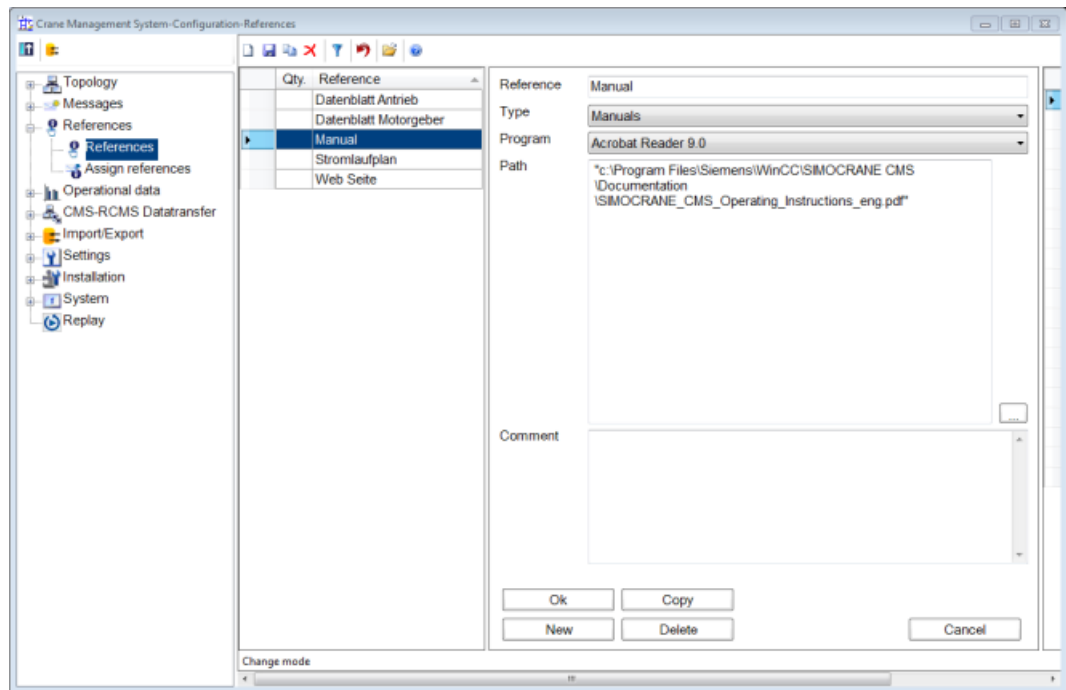 Crane Management System-Configuration-References
Topology
Messages
References
References
Assign references
Operational data
CMS-RCMS Datatransfer
Import/Export
Settings
Installation
System
Replay
Qty. Reference
Datenblatt Antrieb
Datenblatt Motorgeber
Manual
Stromlaufplan
Web Seite
Reference Manual
Type Manuals
Program Acrobat Reader 9.0
Path "c:\Program Files\Siemens\WinCC\SIMOCRANE CMS
\Documentation
\SIMOCRANE_CMS_Operating_Instructions_eng.pdf"
...
Comment
Ok Copy
New Delete Cancel
Change mode